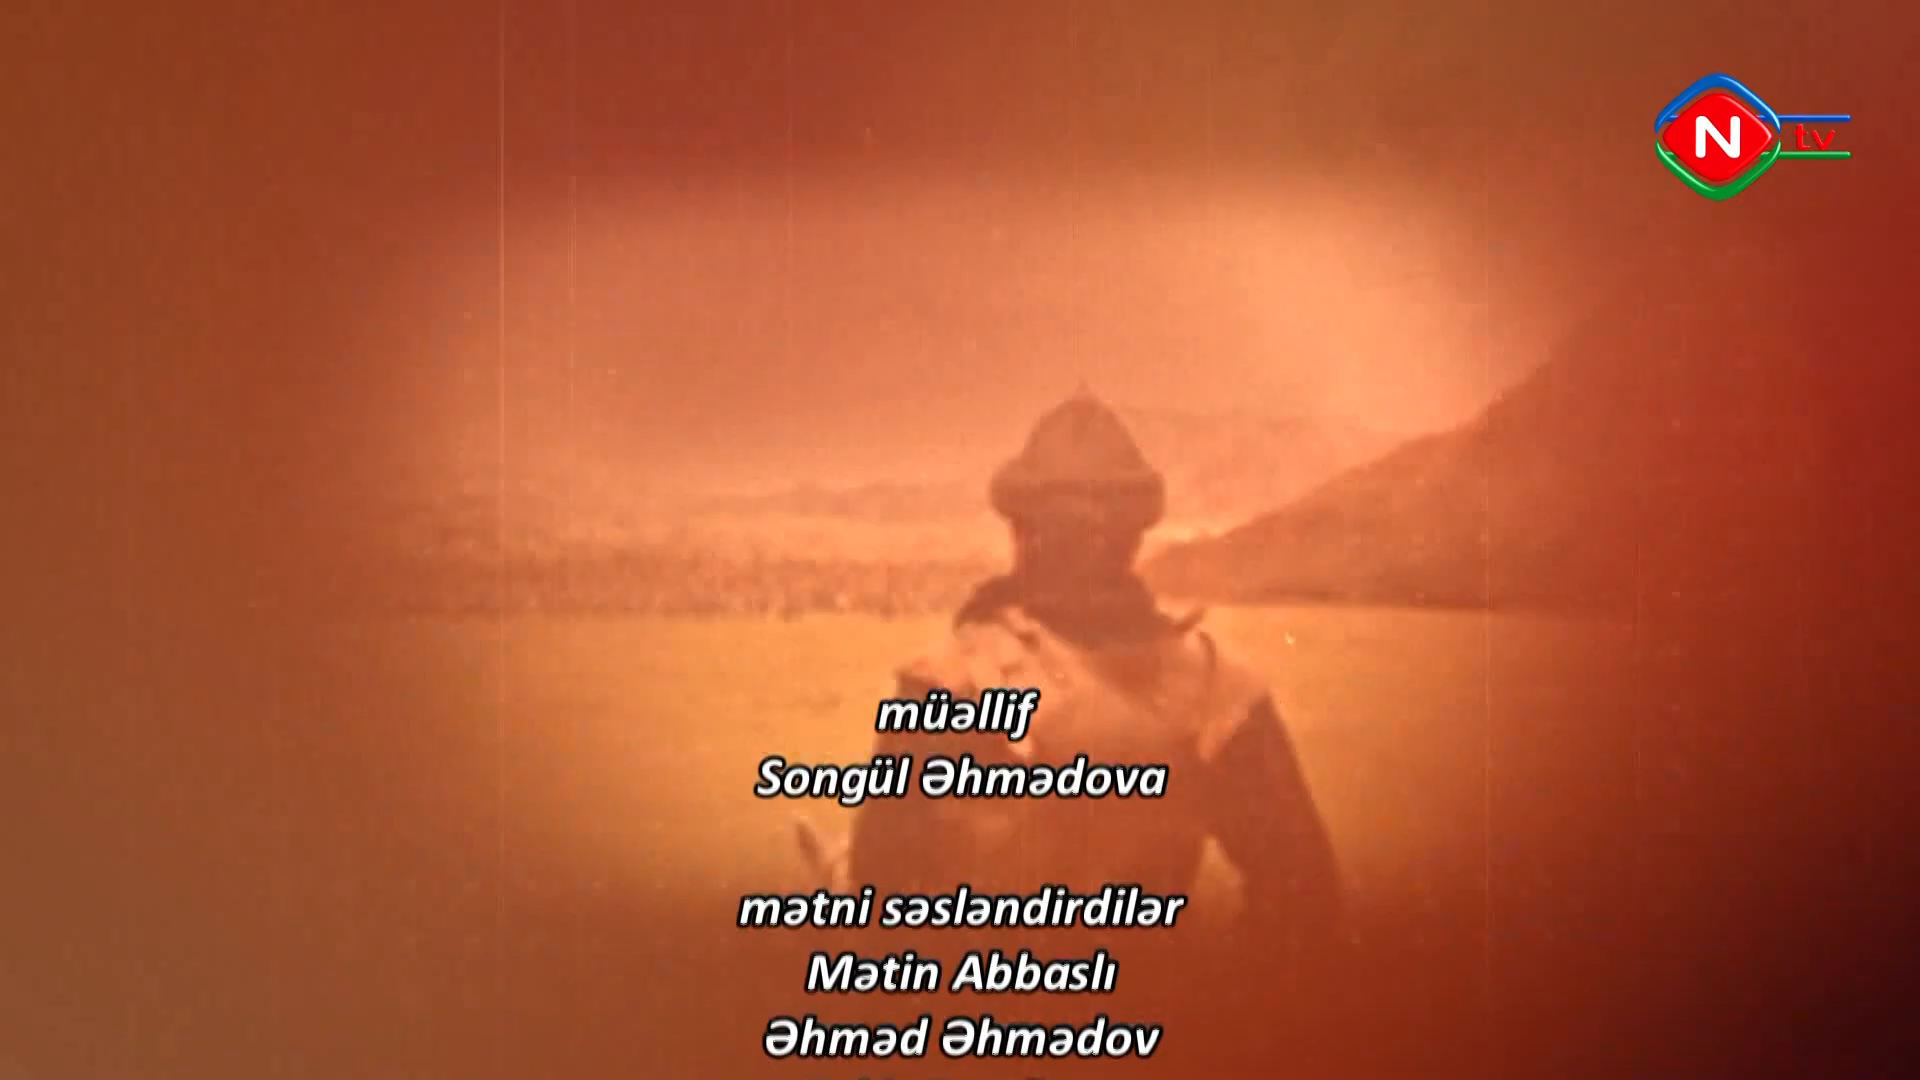 N tv
müəllif
Songül Əhmədova
mətni səsləndirdilər
Mətin Abbaslı
Əhməd Əhmədov